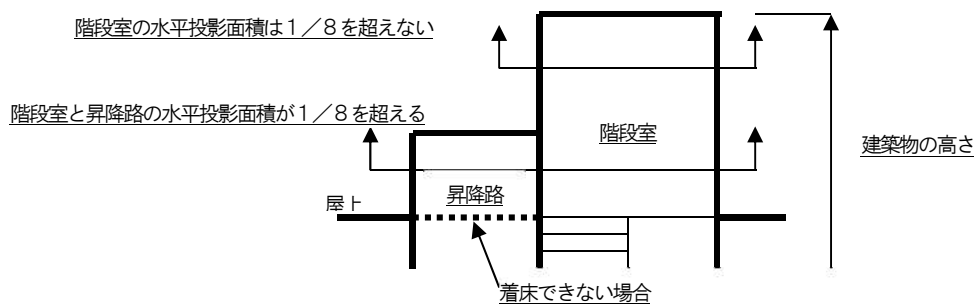 階段室の水平投影面積は１／８を超えない
階段室と昇降路の水平投影面積が１／８を超える
階段室
建築物の高さ
昇降路
屋上
着床できない場合